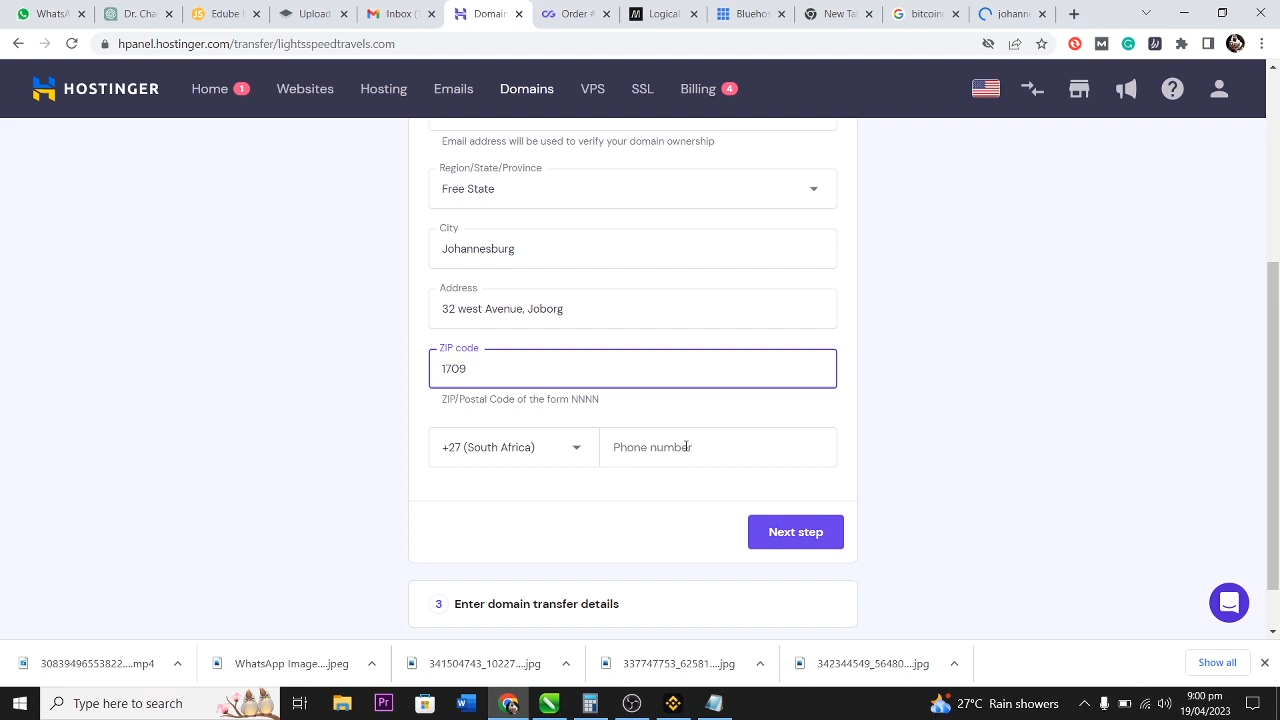 WhatsA
Dr. Cha
Edube I
Upload
Inbox (1
Domain
Order #
Logical
Blueho
New Ta
bitcoin
johann
hpanel.hostinger.com/transfer/lightsspeedtravels.com
HOSTINGER
Home 1
Websites
Hosting
Emails
Domains
VPS
SSL
Billing 4
Email address will be used to verify your domain ownership
Region/State/Province
Free State
City
Johannesburg
Address
32 west Avenue, Joborg
ZIP code
1709
ZIP/Postal Code of the form NNNN
+27 (South Africa)
Phone number
Next step
3 Enter domain transfer details
30839496553822....mp4
WhatsApp Image....jpeg
341504743_10227....jpg
337747753_62581....jpg
342344549_56480....jpg
Show all
Type here to search
27°C Rain showers
9:00 pm
19/04/2023